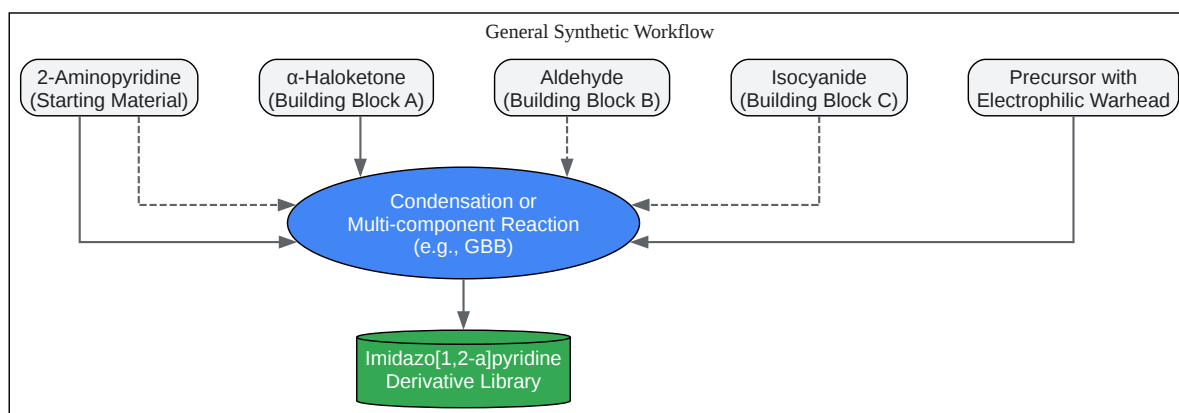 General Synthetic Workflow
2-Aminopyridine
(Starting Material)
α-Haloketone
(Building Block A)
Aldehyde
(Building Block B)
Isocyanide
(Building Block C)
Precursor with
Electrophilic Warhead
Condensation or
Multi-component Reaction
(e.g., GBB)
Imidazo[1,2-a]pyridine
Derivative Library